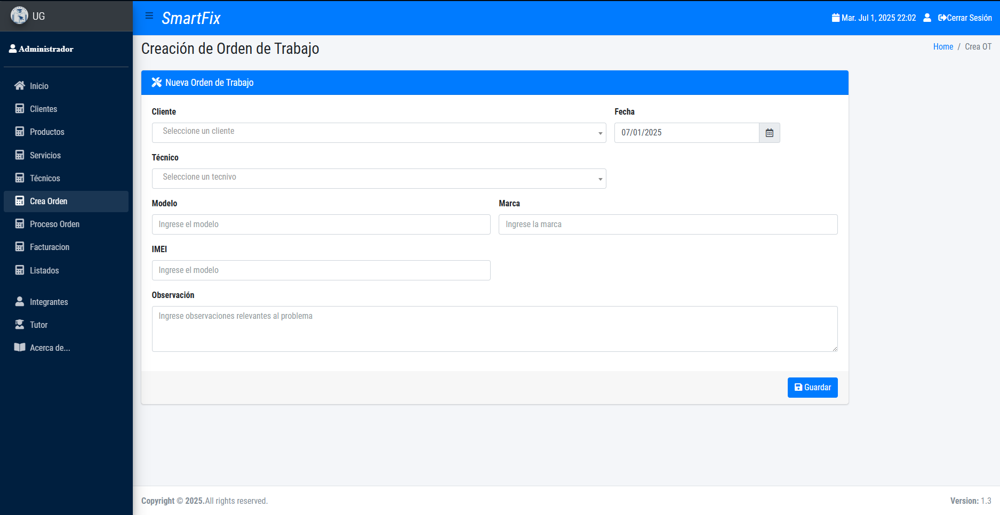 UG
SmartFix
Mar. Jul 1, 2025 22:02
Cerrar Sesión
Administrador
Inicio
Clientes
Productos
Servicios
Técnicos
Crea Orden
Proceso Orden
Facturacion
Listados
Integrantes
Tutor
Acerca de...
Creación de Orden de Trabajo
Home / Crea OT
Nueva Orden de Trabajo
Cliente
Seleccione un cliente
Fecha
07/01/2025
Técnico
Seleccione un tecnivo
Modelo
Ingrese el modelo
Marca
Ingrese la marca
IMEI
Ingrese el modelo
Observación
Ingrese observaciones relevantes al problema
Guardar
Copyright © 2025.All rights reserved.
Version: 1.3